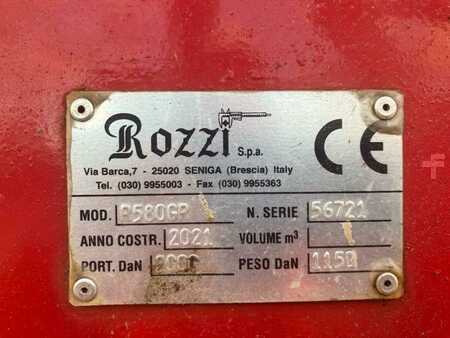 Rozzi S.p.a.
CE
Via Barca,7 - 25020 SENIGA (Brescia) Italy
Tel. (030) 9955003 - Fax (030) 9955363
MOD. N. SERIE 56721
ANNO COSTR. 2021 VOLUME m³
PORT. DaN PESO DaN 1150